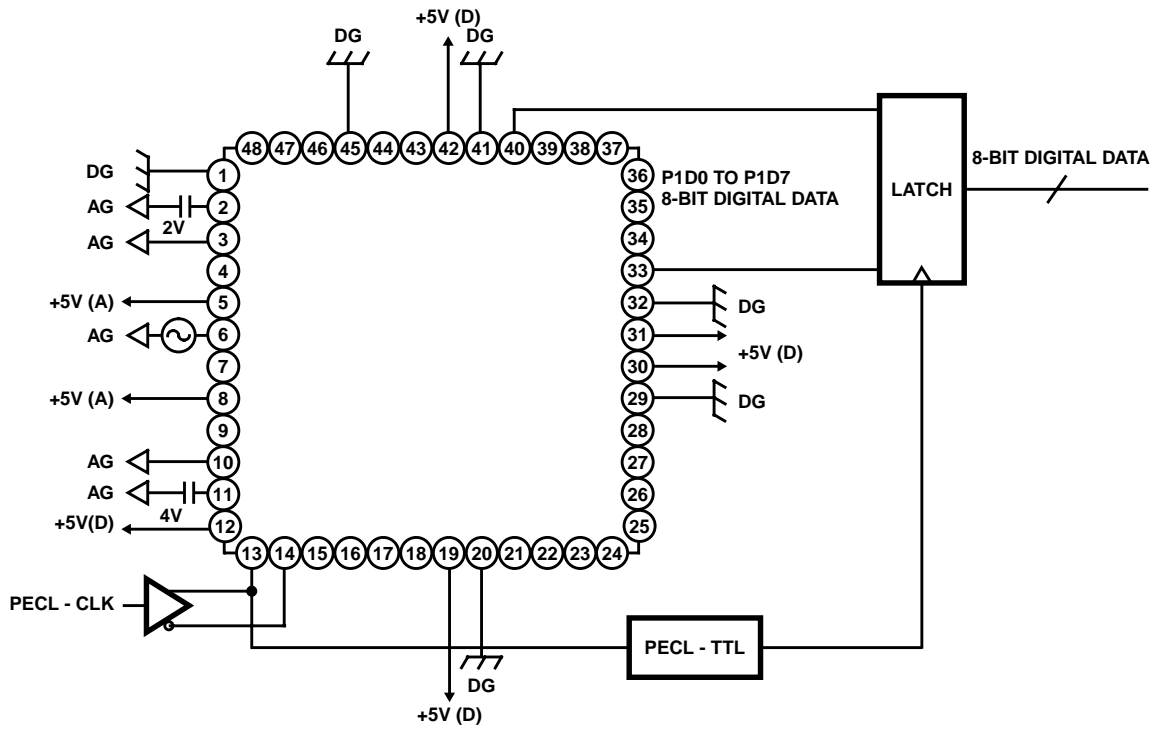 +5V (D)
DG
DG
48 47 46 45 44 43 42 41 40 39 38 37
DG
1
AG
2
2V
AG
3
4
+5V (A)
5
AG
6
7
+5V (A)
8
9
AG
10
AG
11
4V
+5V(D)
12
36
P1D0 TO P1D7
8-BIT DIGITAL DATA
35
34
33
32
DG
31
+5V (D)
30
29
DG
28
27
26
25
LATCH
8-BIT DIGITAL DATA
13 14 15 16 17 18 19 20 21 22 23 24
PECL - CLK
PECL - TTL
DG
+5V (D)